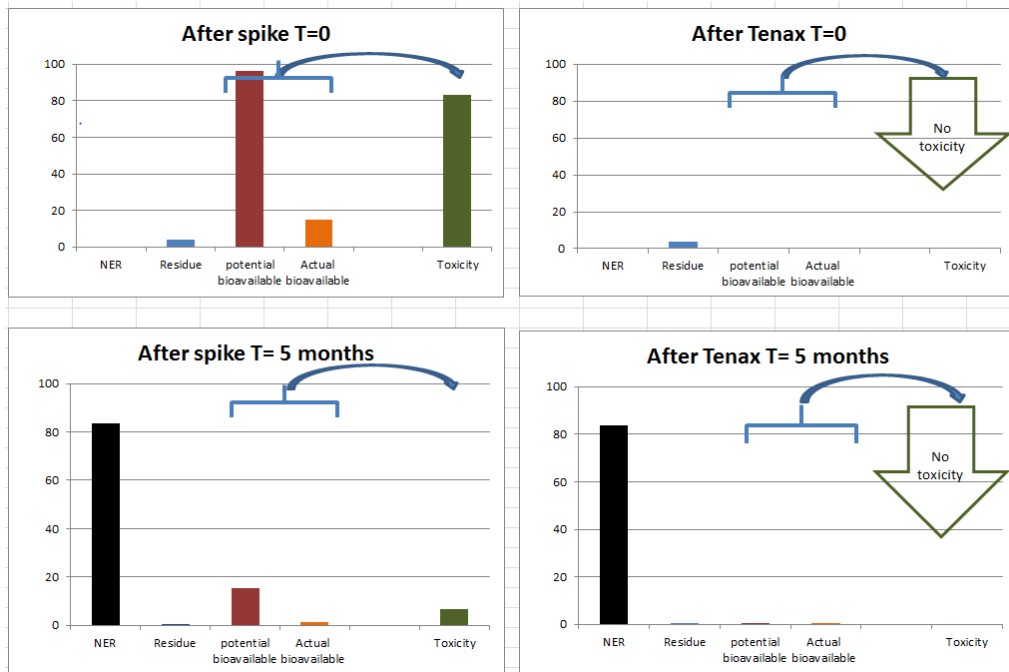 After spike T=0
100
80
60
40
20
0
NER Residue potential bioavailable Actual bioavailable Toxicity
After Tenax T=0
100
80
60
40
20
0
No
toxicity
NER Residue potential bioavailable Actual bioavailable Toxicity
After spike T= 5 months
100
80
60
40
20
0
NER Residue potential bioavailable Actual bioavailable Toxicity
After Tenax T= 5 months
100
80
60
40
20
0
No
toxicity
NER Residue potential bioavailable Actual bioavailable Toxicity